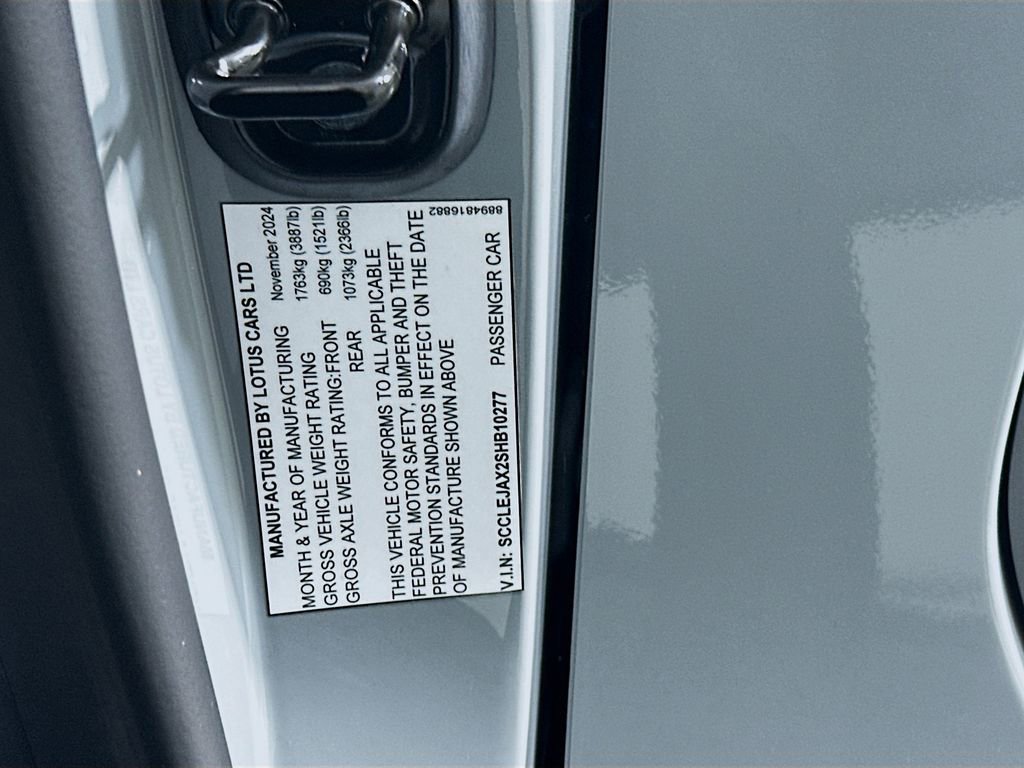 MANUFACTURED BY LOTUS CARS LTD
MONTH & YEAR OF MANUFACTURING November 2024
GROSS VEHICLE WEIGHT RATING 1763kg (3887lb)
GROSS AXLE WEIGHT RATING:FRONT 690kg (1521lb)
REAR 1073kg (2366lb)
THIS VEHICLE CONFORMS TO ALL APPLICABLE
FEDERAL MOTOR SAFETY, BUMPER AND THEFT
PREVENTION STANDARDS IN EFFECT ON THE DATE
OF MANUFACTURE SHOWN ABOVE
V.I.N: SCCLEJAX2SHB10277 PASSENGER CAR
8894816882